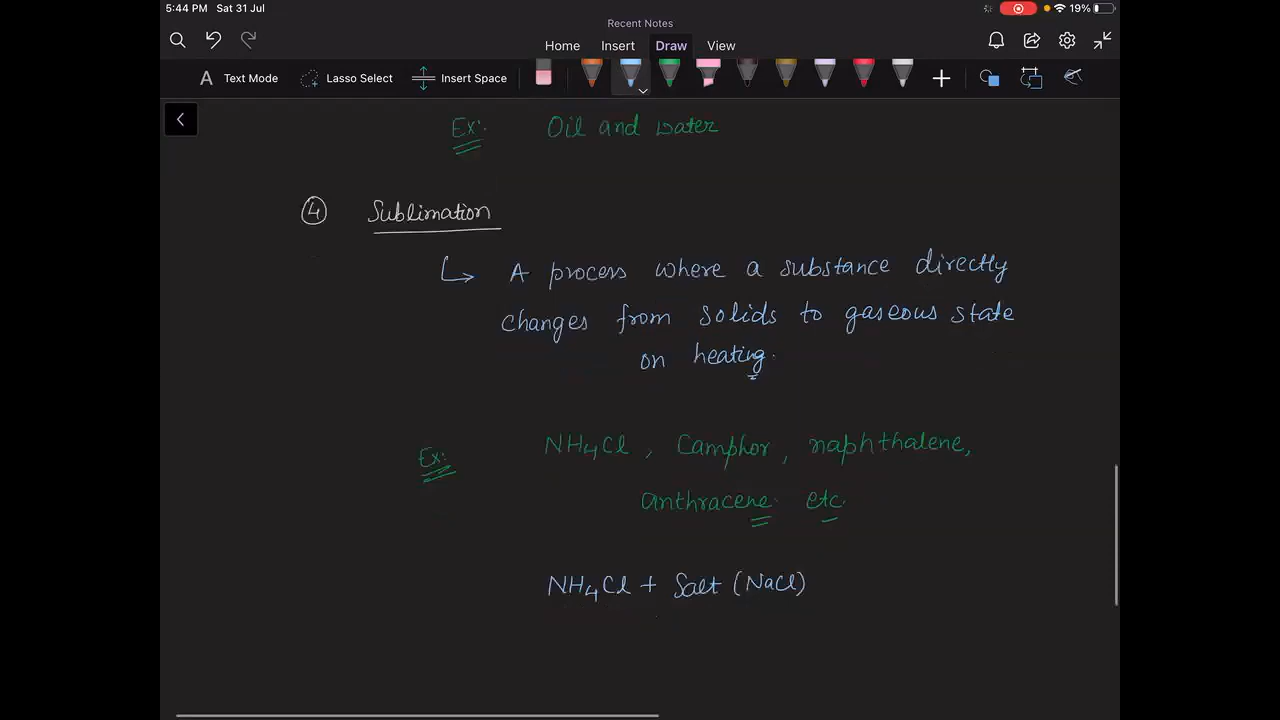 5:44 PM Sat 31 Jul
19%
Recent Notes
Home Insert Draw View
A Text Mode Lasso Select Insert Space
Ex: Oil and water
④ Sublimation
↳ A process where a substance directly
changes from solids to gaseous state
on heating.
Ex: NH4Cl, Camphor, naphthalene,
anthracene etc.
NH4Cl + Salt (NaCl)